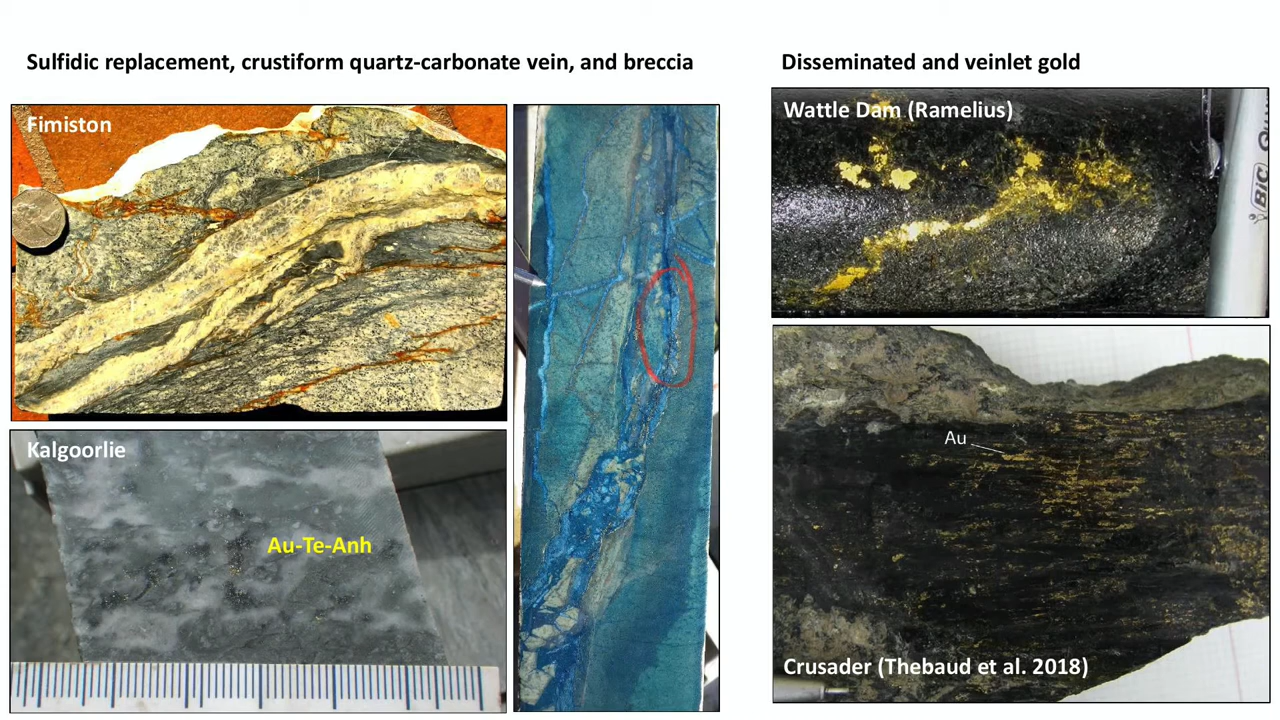 Sulfidic replacement, crustiform quartz-carbonate vein, and breccia
Disseminated and veinlet gold
Fimiston
Kalgoorlie
Au-Te-Anh
Wattle Dam (Ramelius)
BIC
Au
Crusader (Thebaud et al. 2018)